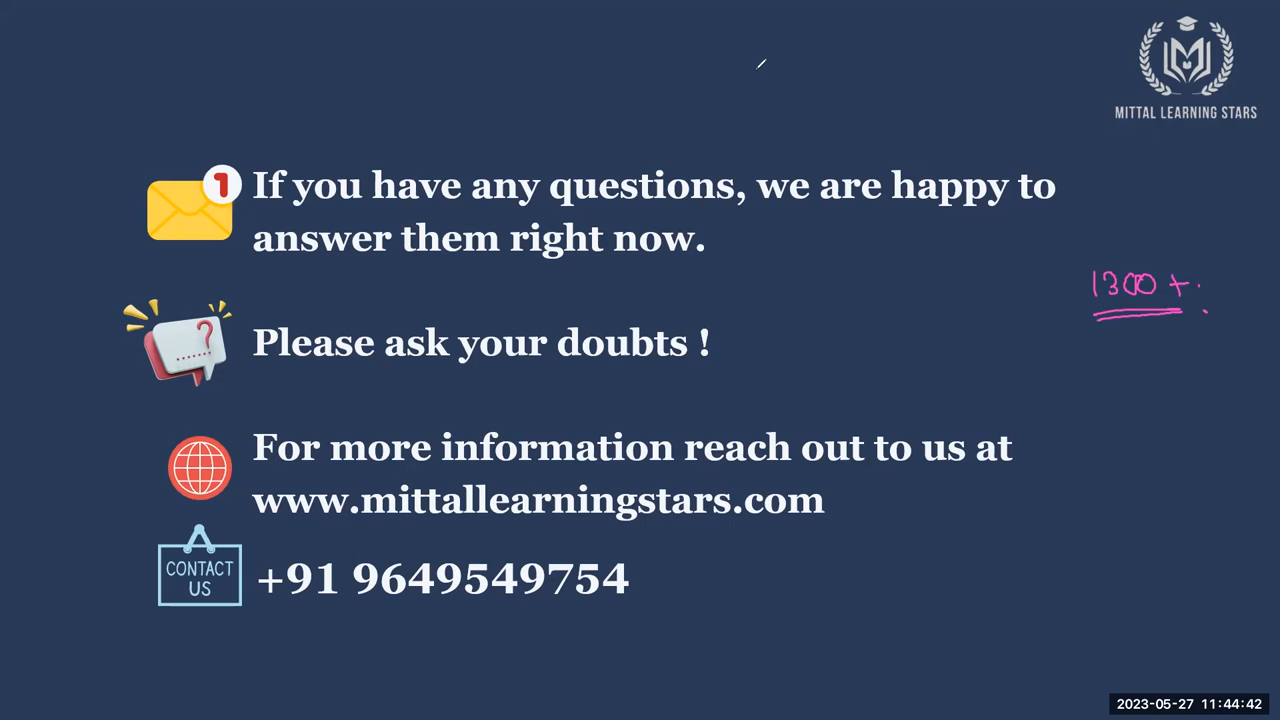 MITTAL LEARNING STARS
1
If you have any questions, we are happy to
answer them right now.
1300 +
?
Please ask your doubts !
For more information reach out to us at
www.mittallearningstars.com
CONTACT
US
+91 9649549754
2023-05-27 11:44:42